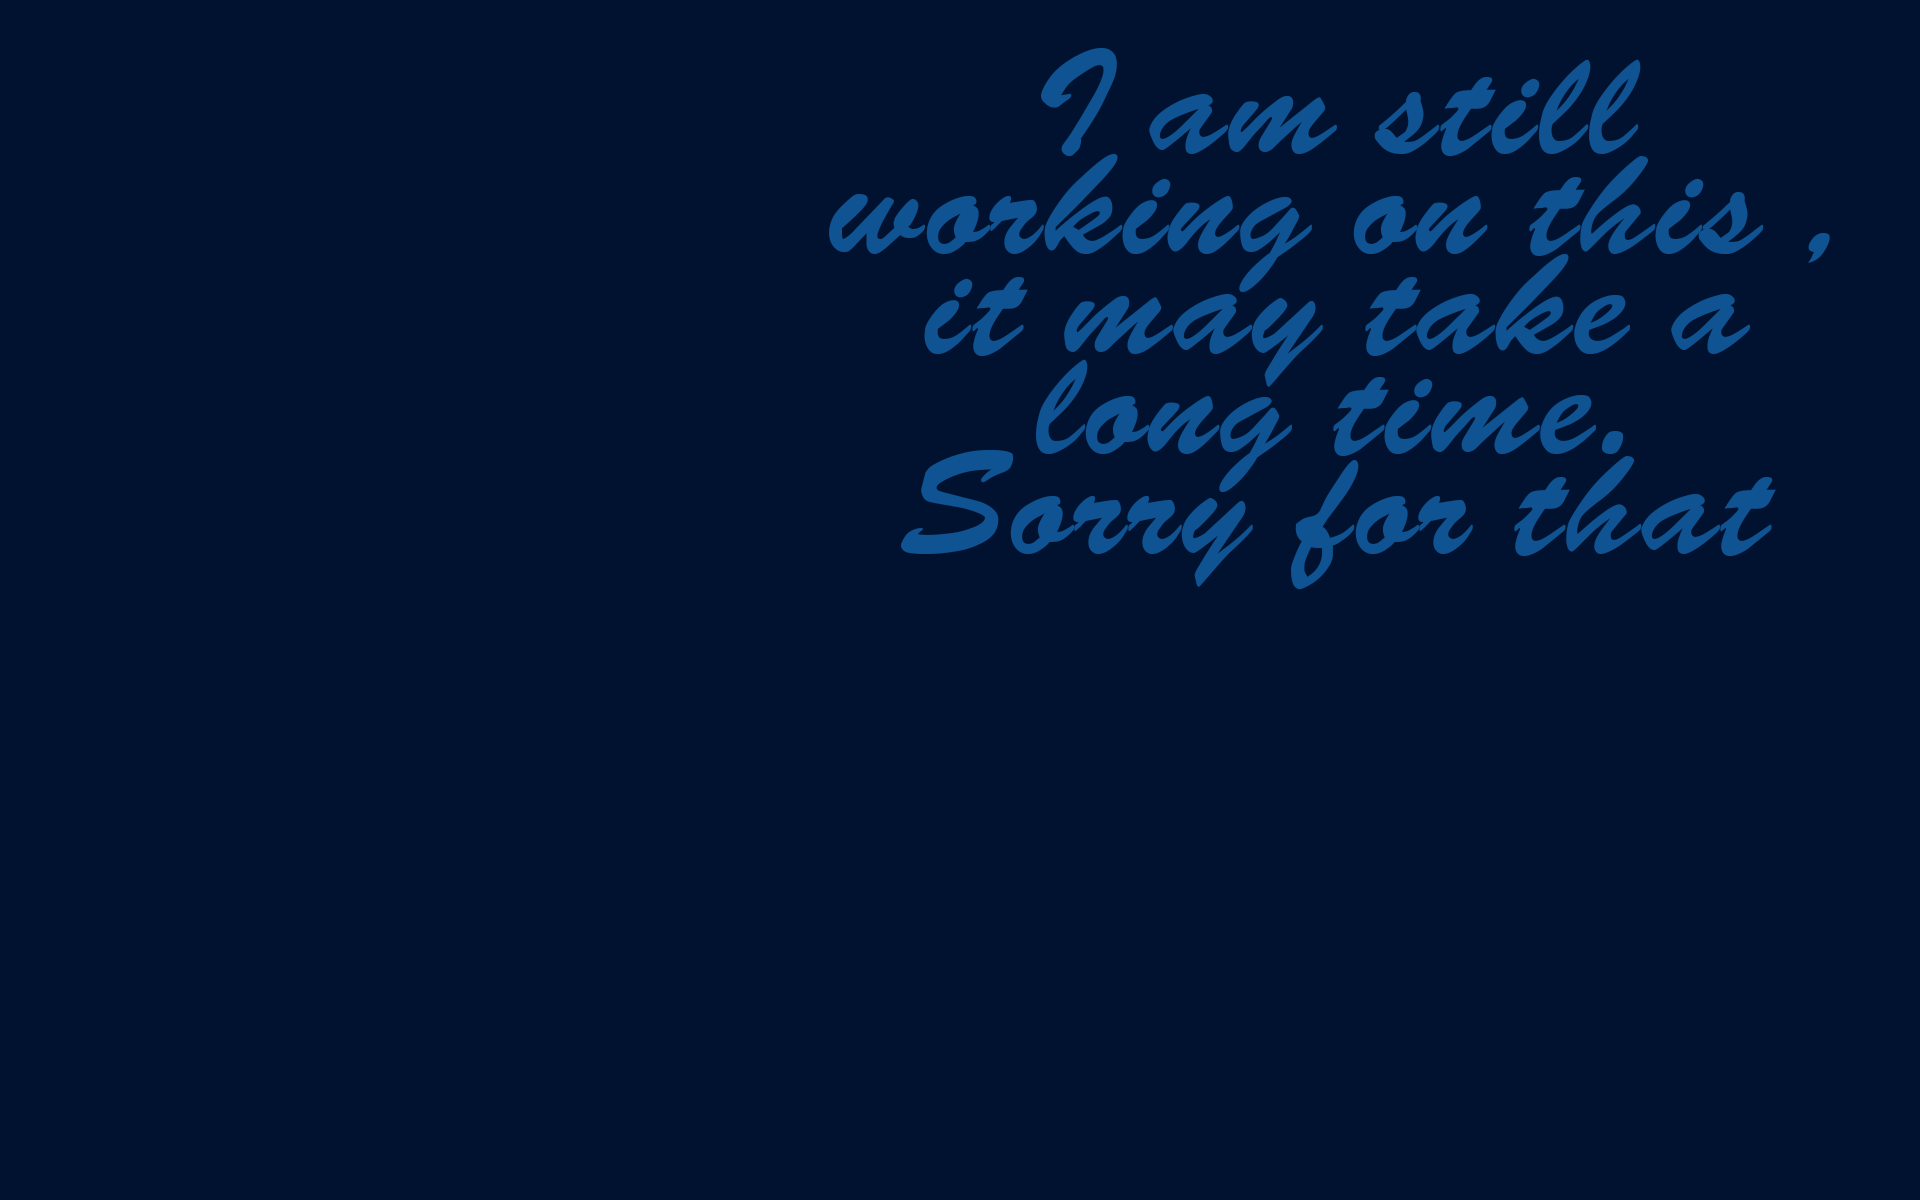 I am still
working on this ,
it may take a
long time.
Sorry for that